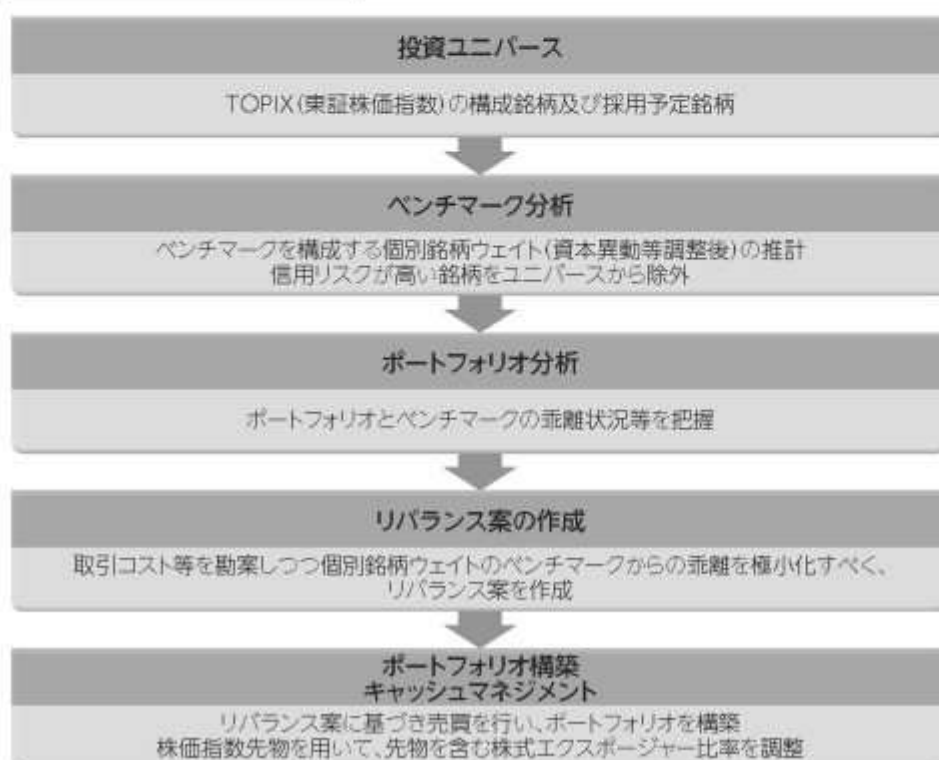 投資ユニバース
TOPIX(東証株価指数)の構成銘柄及び採用予定銘柄
ベンチマーク分析
ベンチマークを構成する個別銘柄ウェイト(資本異動等調整後)の推計
信用リスクが高い銘柄をユニバースから除外
ポートフォリオ分析
ポートフォリオとベンチマークの乖離状況等を把握
リバランス案の作成
取引コスト等を勘案しつつ個別銘柄ウェイトのベンチマークからの乖離を極小化すべく、
リバランス案を作成
ポートフォリオ構築
キャッシュマネジメント
リバランス案に基づき売買を行い、ポートフォリオを構築
株価指数先物を用いて、先物を含む株式エクスポージャー比率を調整